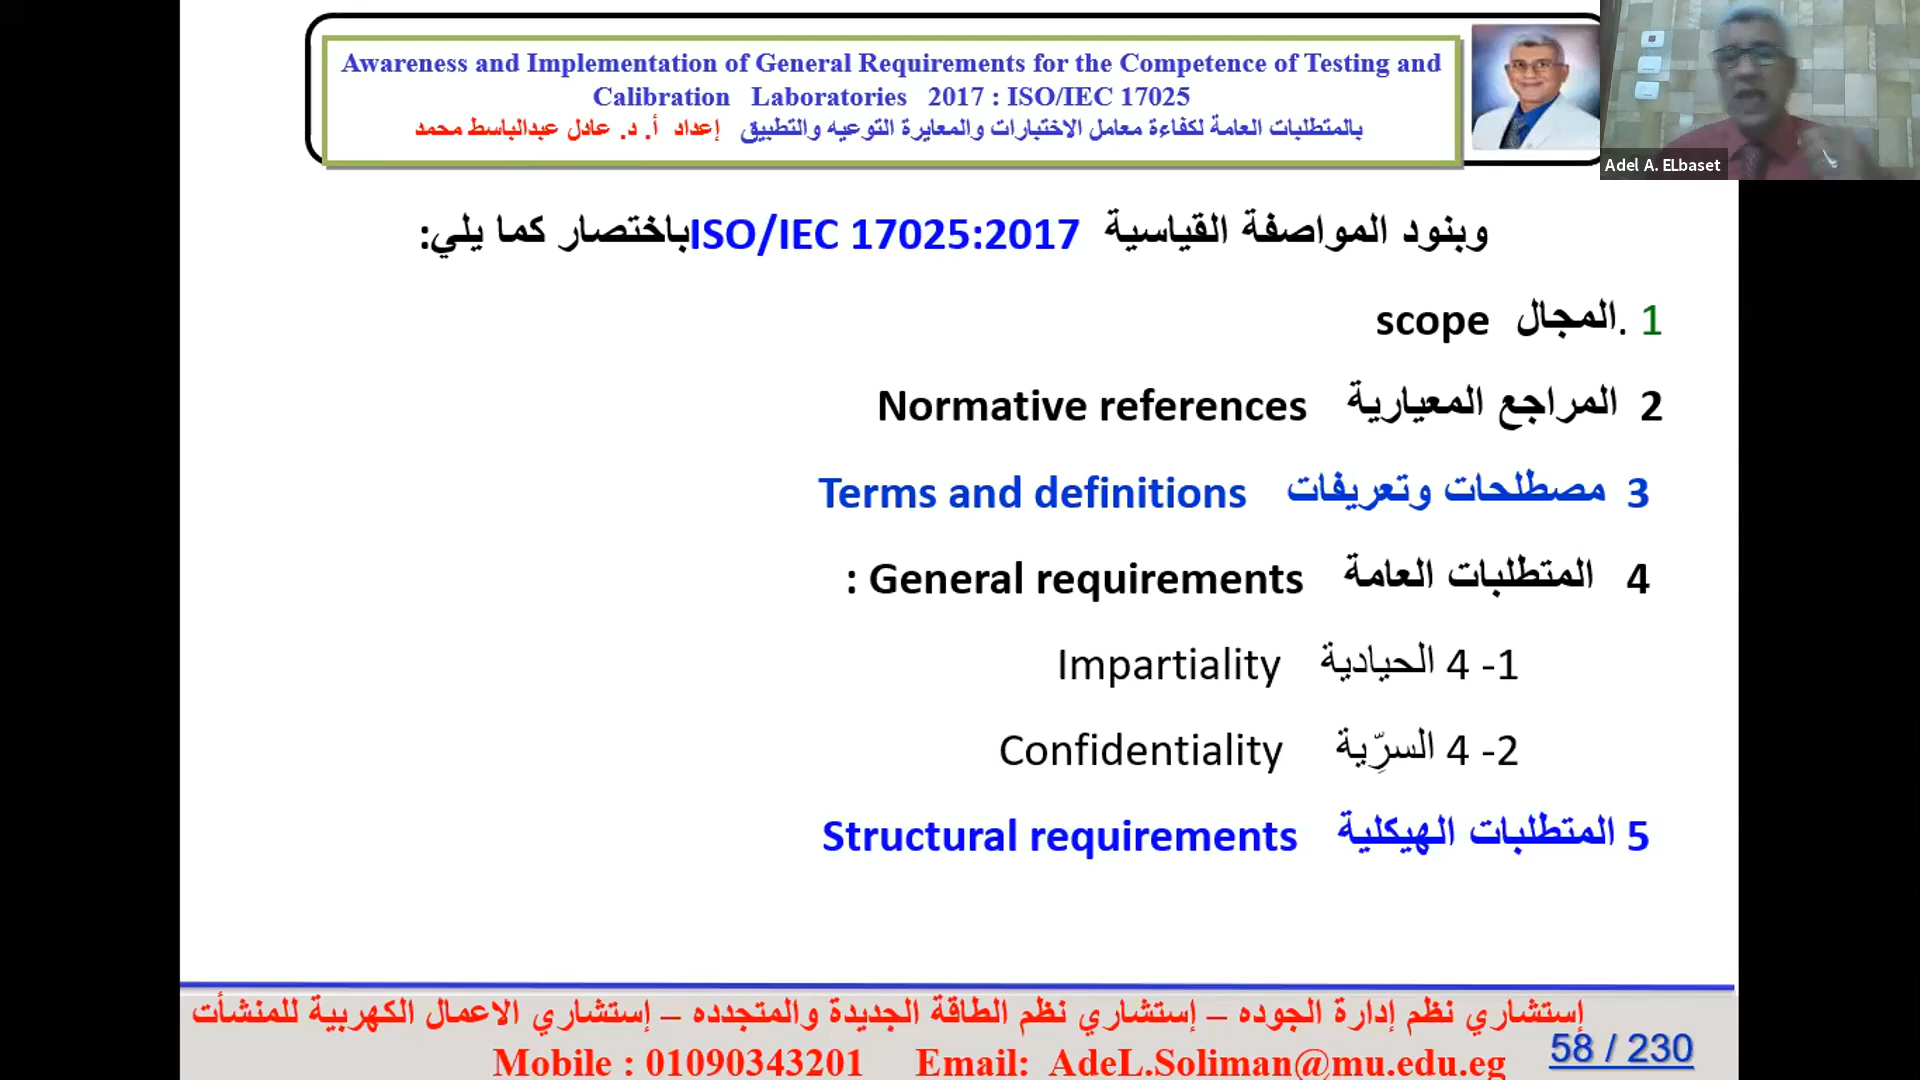 Awareness and Implementation of General Requirements for the Competence of Testing and
Calibration Laboratories 2017 : ISO/IEC 17025
بالمتطلبات العامة لكفاءة معامل الاختبارات والمعايرة التوعيه والتطبيق إعداد أ. د. عادل عبدالباسط محمد
Adel A. ELbaset
وبنود المواصفة القياسية ISO/IEC 17025:2017 باختصار كما يلي:
1 .المجال scope
2 المراجع المعيارية Normative references
3 مصطلحات وتعريفات Terms and definitions
4 المتطلبات العامة General requirements :
1- 4 الحيادية Impartiality
2- 4 السرِّية Confidentiality
5 المتطلبات الهيكلية Structural requirements
إستشاري نظم إدارة الجوده – إستشاري نظم الطاقة الجديدة والمتجدده – إستشاري الاعمال الكهربية للمنشأت
Mobile : 01090343201 Email: AdeL.Soliman@mu.edu.eg
58 / 230